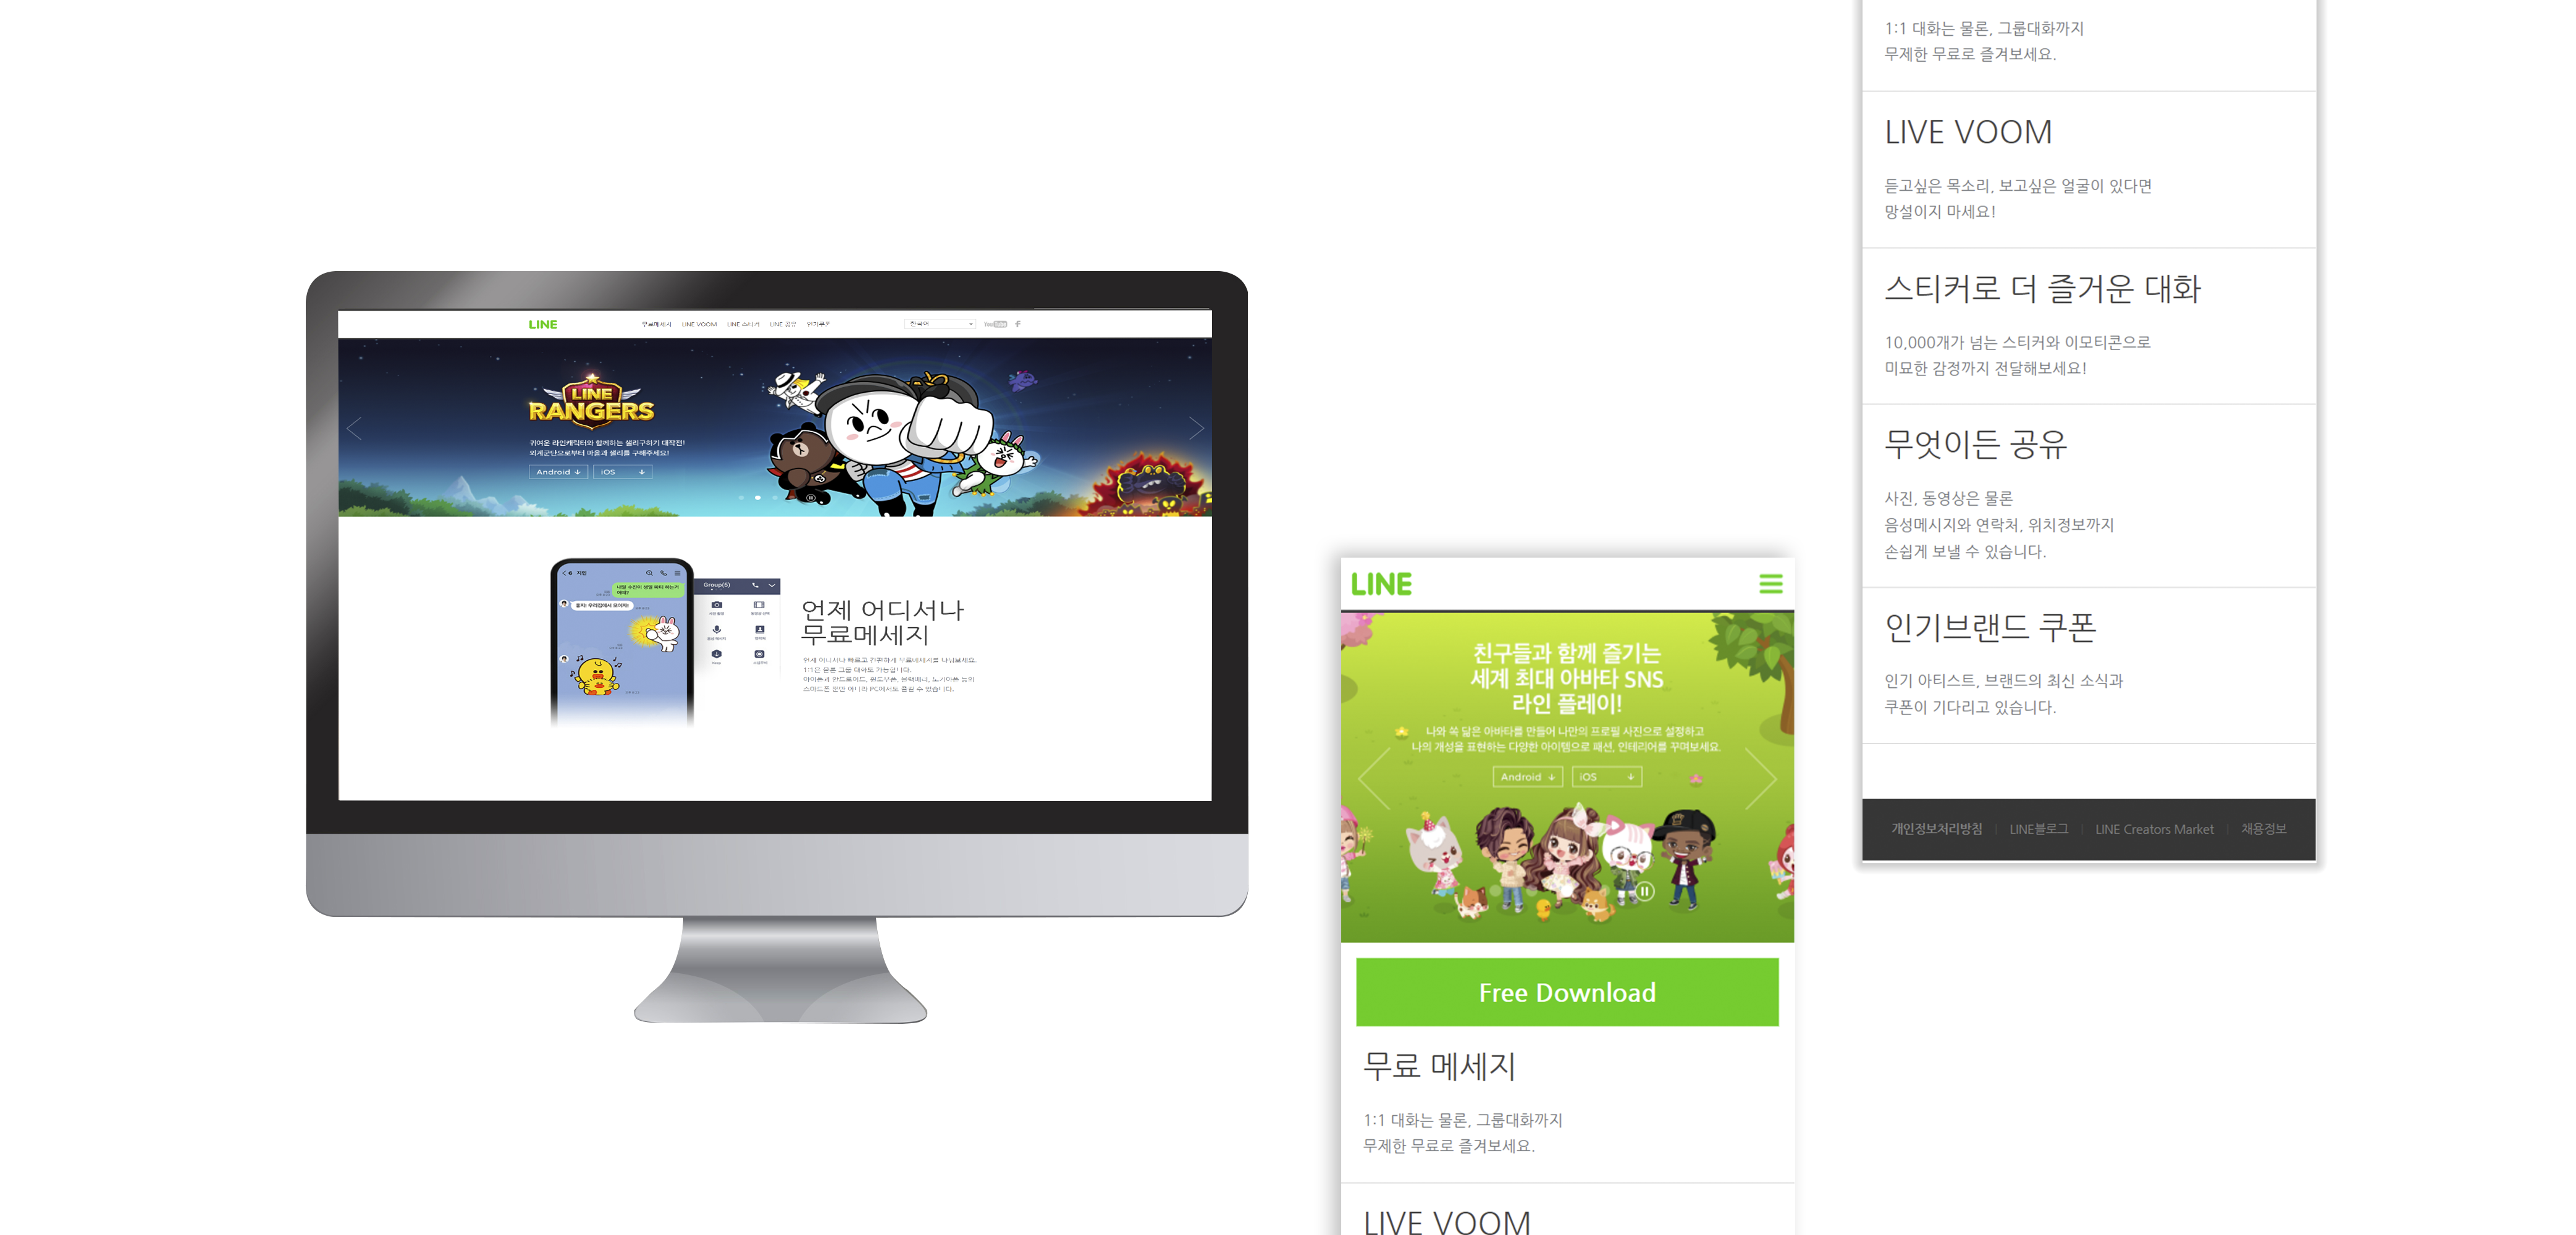 LINE
무료메세지 LINE VOOM LINE 스티커 LINE 공유 인기쿠폰
한국어
YouTube
f
LINE
RANGERS
귀여운 라인캐릭터와 함께하는 샐리구하기 대작전!
외계군단으로부터 마을과 샐리를 구해주세요!
Android
iOS
Group(5)
언제 어디서나
무료메세지
LINE
친구들과 함께 즐기는
세계 최대 아바타 SNS
라인 플레이!
나와 쏙 닮은 아바타를 만들어 나만의 프로필 사진으로 설정하고
나의 개성을 표현하는 다양한 아이템으로 패션, 인테리어를 꾸며보세요.
Android
iOS
Free Download
무료 메세지
1:1 대화는 물론, 그룹대화까지
무제한 무료로 즐겨보세요.
LIVE VOOM
1:1 대화는 물론, 그룹대화까지
무제한 무료로 즐겨보세요.
LIVE VOOM
듣고싶은 목소리, 보고싶은 얼굴이 있다면
망설이지 마세요!
스티커로 더 즐거운 대화
10,000개가 넘는 스티커와 이모티콘으로
미묘한 감정까지 전달해보세요!
무엇이든 공유
사진, 동영상은 물론
음성메시지와 연락처, 위치정보까지
손쉽게 보낼 수 있습니다.
인기브랜드 쿠폰
인기 아티스트, 브랜드의 최신 소식과
쿠폰이 기다리고 있습니다.
개인정보처리방침 LINE블로그 LINE Creators Market 채용정보